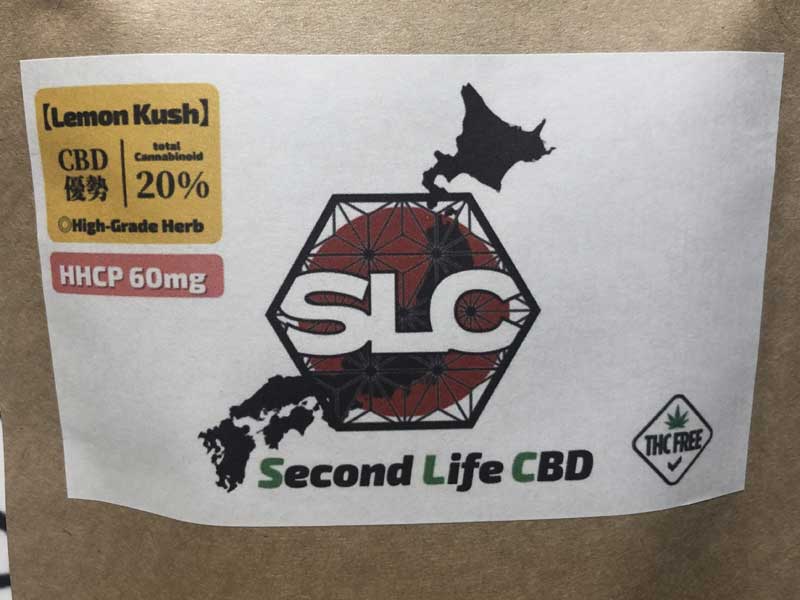 【Lemon Kush】
CBD
優勢
total
Cannabinoid
20%
◎High-Grade Herb
HHCP 60mg
SLC
Second Life CBD
THC FREE